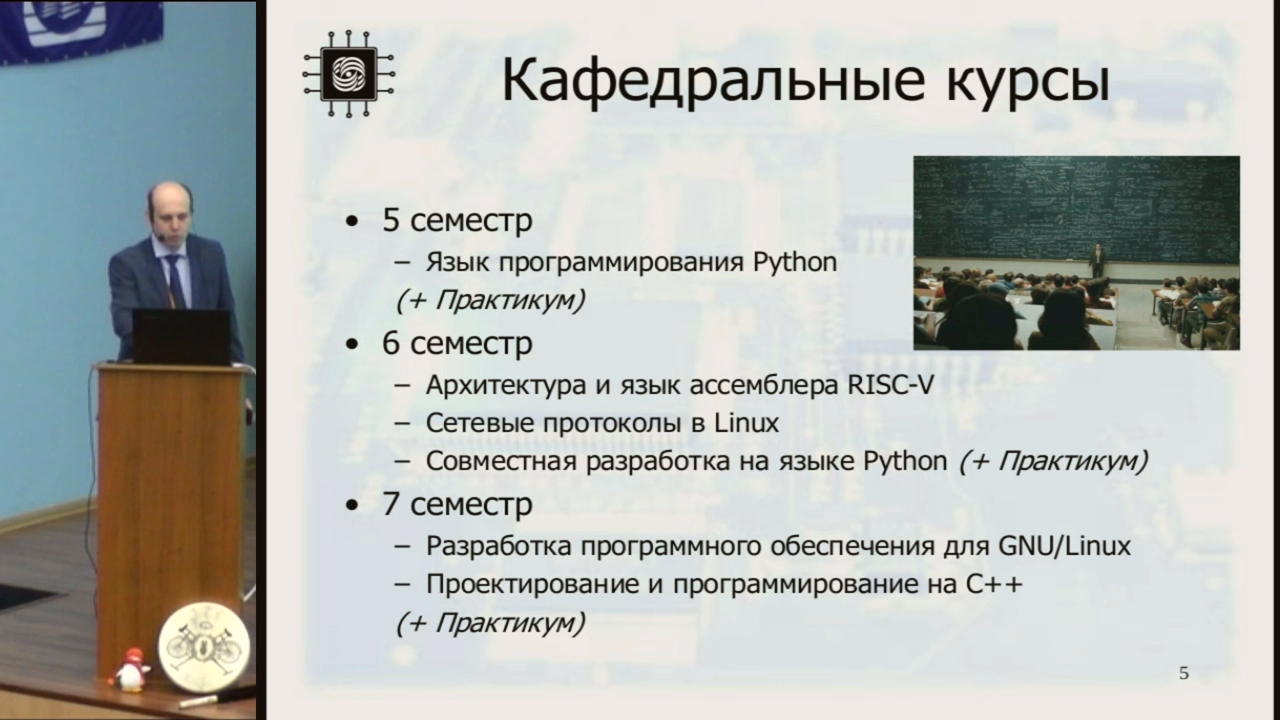 Кафедральные курсы
• 5 семестр
– Язык программирования Python
(+ Практикум)
• 6 семестр
– Архитектура и язык ассемблера RISC-V
– Сетевые протоколы в Linux
– Совместная разработка на языке Python (+ Практикум)
• 7 семестр
– Разработка программного обеспечения для GNU/Linux
– Проектирование и программирование на C++
(+ Практикум)
5